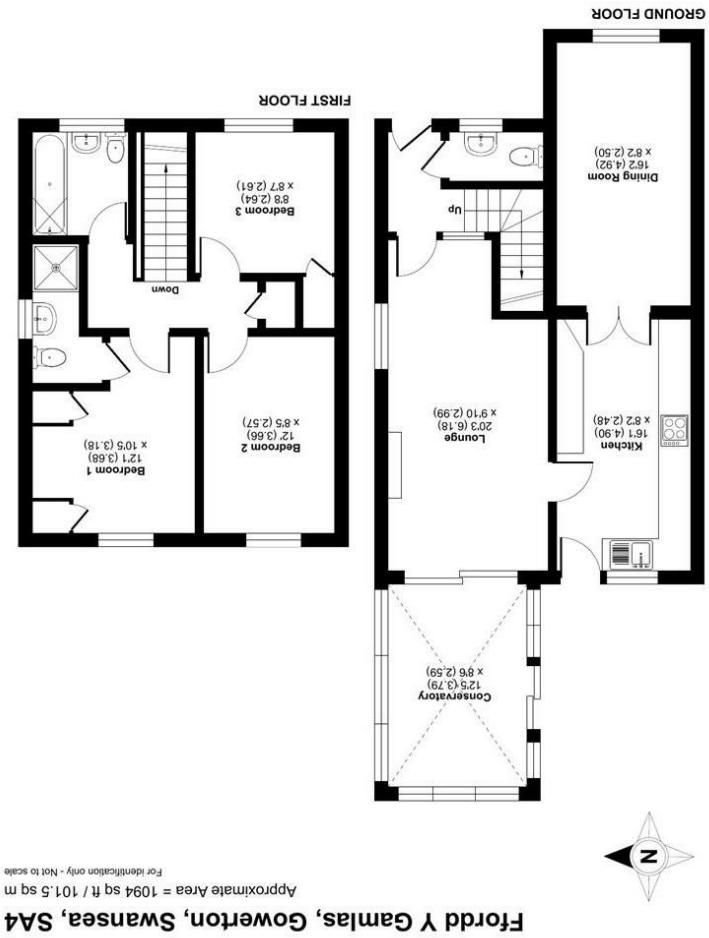 Ffordd Y Gamlas, Gowerton, Swansea, SA4
Approximate Area = 1094 sq ft / 101.5 sq m
For identification only - Not to scale
N
Conservatory
12'5 (3.79)
x 8'6 (2.59)
Kitchen
16'1 (4.90)
x 8'2 (2.48)
Lounge
20'3 (6.18)
x 9'10 (2.99)
Up
Dining Room
16'2 (4.92)
x 8'2 (2.50)
GROUND FLOOR
Bedroom 2
12' (3.66)
x 8'5 (2.57)
Bedroom 1
12'1 (3.68)
x 10'5 (3.18)
Down
Bedroom 3
8'8 (2.64)
x 8'7 (2.61)
FIRST FLOOR